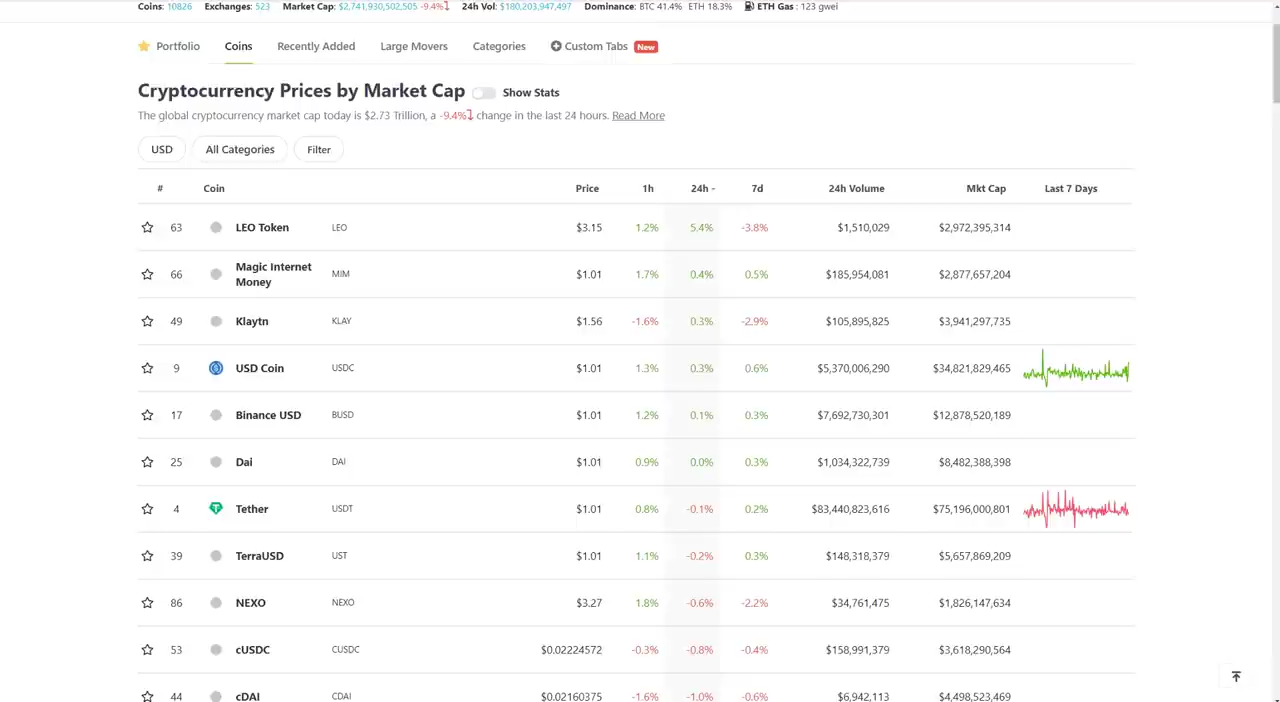 Coins: 10826 Exchanges: 523 Market Cap: $2,741,930,502,505 -9.4% 24h Vol: $180,203,947,497 Dominance: BTC 41.4% ETH 18.3% ETH Gas : 123 gwei
Portfolio Coins Recently Added Large Movers Categories Custom Tabs New
Cryptocurrency Prices by Market Cap Show Stats
The global cryptocurrency market cap today is $2.73 Trillion, a -9.4% change in the last 24 hours. Read More
USD All Categories Filter
# Coin Price 1h 24h 7d 24h Volume Mkt Cap Last 7 Days
63 LEO Token LEO $3.15 1.2% 5.4% -3.8% $1,510,029 $2,972,395,314
66 Magic Internet Money MIM $1.01 1.7% 0.4% 0.5% $185,954,081 $2,877,657,204
49 Klaytn KLAY $1.56 -1.6% 0.3% -2.9% $105,895,825 $3,941,297,735
9 USD Coin USDC $1.01 1.3% 0.3% 0.6% $5,370,006,290 $34,821,829,465
17 Binance USD BUSD $1.01 1.2% 0.1% 0.3% $7,692,730,301 $12,878,520,189
25 Dai DAI $1.01 0.9% 0.0% 0.3% $1,034,322,739 $8,482,388,398
4 Tether USDT $1.01 0.8% -0.1% 0.2% $83,440,823,616 $75,196,000,801
39 TerraUSD UST $1.01 1.1% -0.2% 0.3% $148,318,379 $5,657,869,209
86 NEXO NEXO $3.27 1.8% -0.6% -2.2% $34,761,475 $1,826,147,634
53 cUSDC CUSDC $0.02224572 -0.3% -0.8% -0.4% $158,991,379 $3,618,290,564
44 cDAI CDAI $0.02160375 -1.6% -1.0% -0.6% $6,942,113 $4,498,523,469